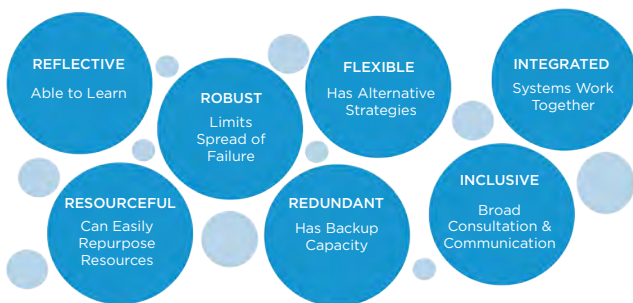 REFLECTIVE
Able to Learn
ROBUST
Limits
Spread of
Failure
FLEXIBLE
Has Alternative
Strategies
INTEGRATED
Systems Work
Together
RESOURCEFUL
Can Easily
Repurpose
Resources
REDUNDANT
Has Backup
Capacity
INCLUSIVE
Broad
Consultation &
Communication